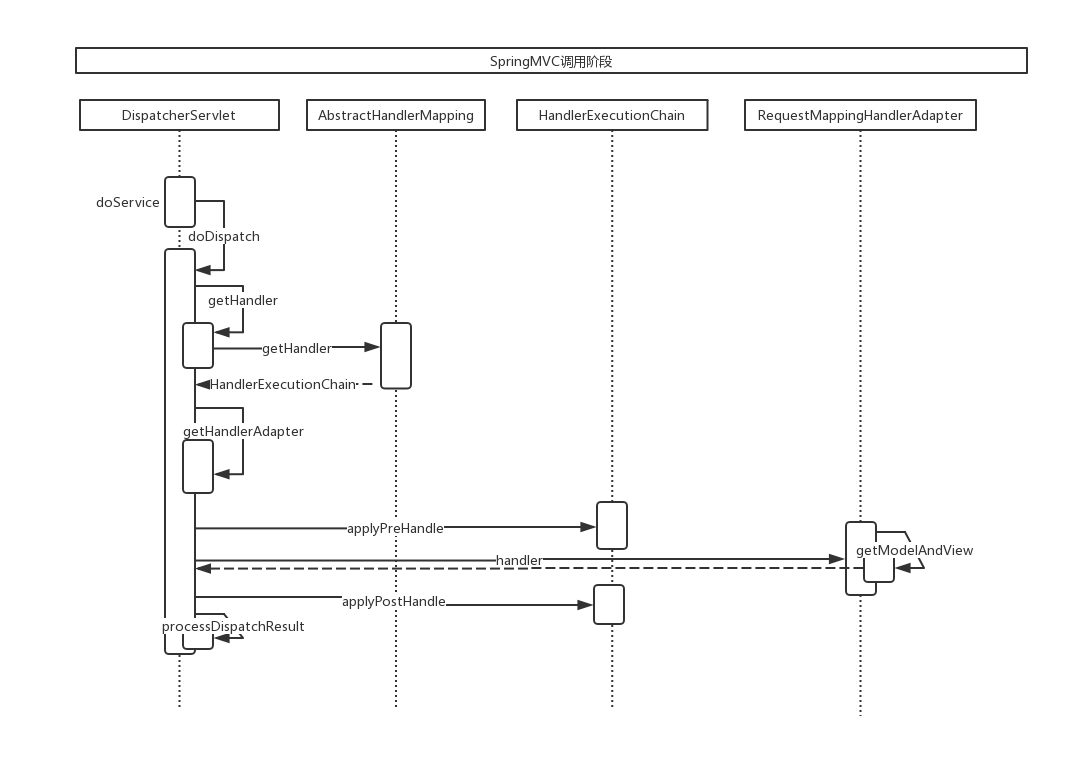 SpringMVC调用阶段
DispatcherServlet
AbstractHandlerMapping
HandlerExecutionChain
RequestMappingHandlerAdapter
doService
doDispatch
getHandler
getHandler
HandlerExecutionChain
getHandlerAdapter
applyPreHandle
getModelAndView
handler
applyPostHandle
processDispatchResult